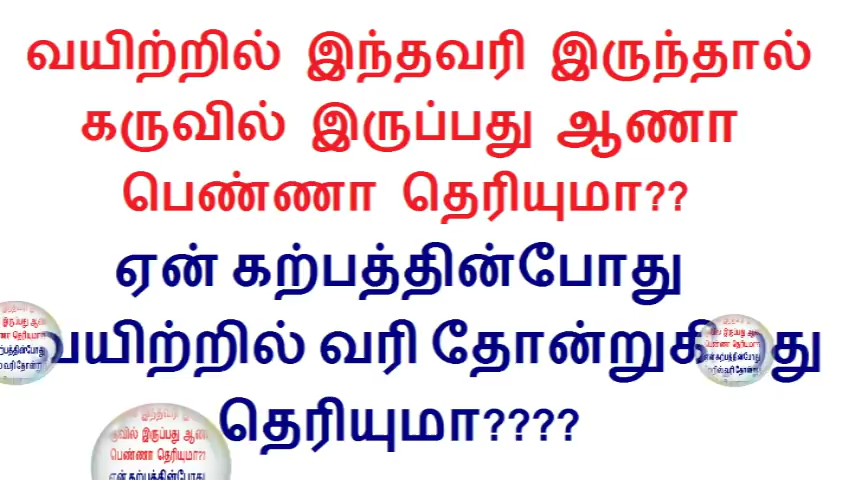 வயிற்றில் இந்தவரி இருந்தால்
கருவில் இருப்பது ஆணா
பெண்ணா தெரியுமா??
ஏன் கற்பத்தின்போது
வயிற்றில் வரி தோன்றுகிறது
தெரியுமா????